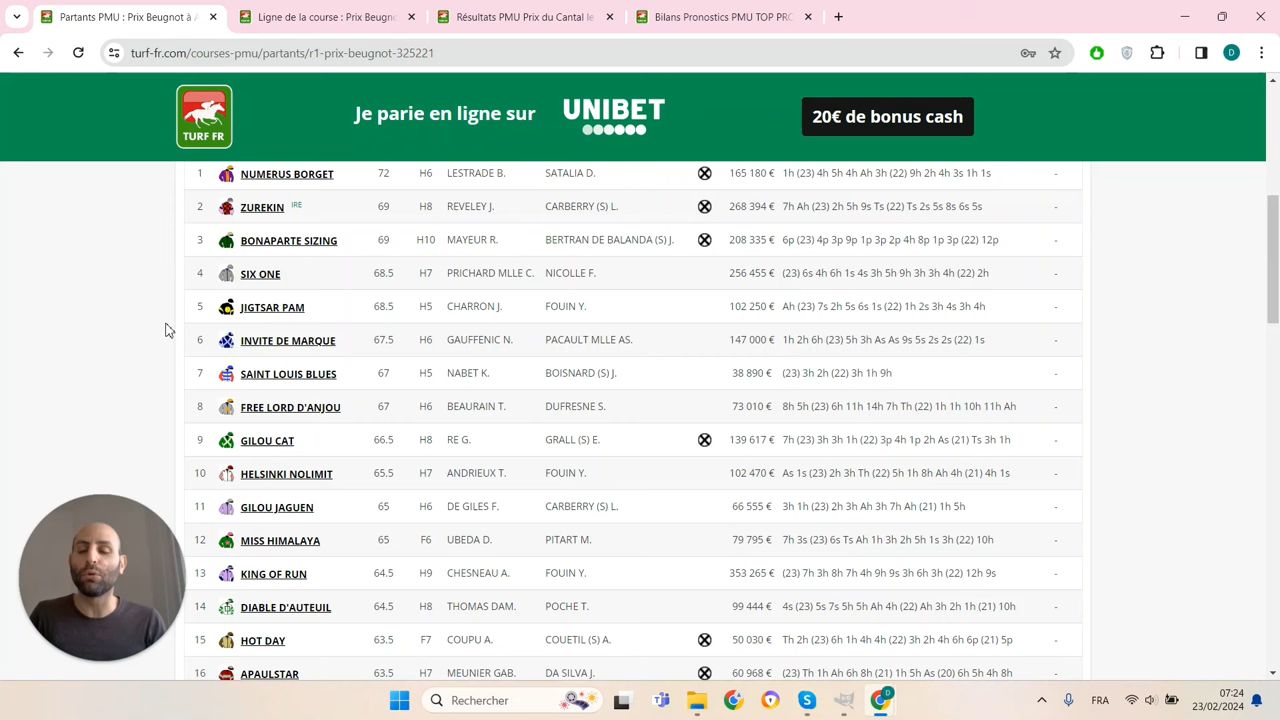 Partants PMU : Prix Beugnot à A
Ligne de la course : Prix Beugn
Résultats PMU Prix du Cantal le
Bilans Pronostics PMU TOP PRO
turf-fr.com/courses-pmu/partants/r1-prix-beugnot-325221
D
TURF FR
Je parie en ligne sur
UNIBET
20€ de bonus cash
1 NUMERUS BORGET 72 H6 LESTRADE B. SATALIA D. 165 180 € 1h (23) 4h 5h 4h Ah 3h (22) 9h 2h 4h 3s 1h 1s -
2 ZUREKIN IRE 69 H8 REVELEY J. CARBERRY (S) L. 268 394 € 7h Ah (23) 2h 5h 9s Ts (22) Ts 2s 5s 8s 6s 5s -
3 BONAPARTE SIZING 69 H10 MAYEUR R. BERTRAN DE BALANDA (S) J. 208 335 € 6p (23) 4p 3p 9p 1p 3p 2p 4h 8p 1p 3p (22) 12p -
4 SIX ONE 68.5 H7 PRICHARD MLLE C. NICOLLE F. 256 455 € (23) 6s 4h 6h 1s 4s 3h 5h 9h 3h 3h 4h (22) 2h -
5 JIGTSAR PAM 68.5 H5 CHARRON J. FOUIN Y. 102 250 € Ah (23) 7s 2h 5s 6s 1s (22) 1h 2s 3h 4s 3h 4h -
6 INVITE DE MARQUE 67.5 H6 GAUFFENIC N. PACAULT MLLE AS. 147 000 € 1h 2h 6h (23) 5h 3h As As 9s 5s 2s 2s (22) 1s -
7 SAINT LOUIS BLUES 67 H5 NABET K. BOISNARD (S) J. 38 890 € (23) 3h 2h (22) 3h 1h 9h -
8 FREE LORD D'ANJOU 67 H6 BEAURAIN T. DUFRESNE S. 73 010 € 8h 5h (23) 6h 11h 14h 7h Th (22) 1h 1h 10h 11h Ah -
9 GILOU CAT 66.5 H8 RE G. GRALL (S) E. 139 617 € 7h (23) 3h 3h 1h (22) 3p 4h 1p 2h As (21) Ts 3h 1h -
10 HELSINKI NOLIMIT 65.5 H7 ANDRIEUX T. FOUIN Y. 102 470 € As 1s (23) 2h 3h Th (22) 5h 1h 8h Ah 4h (21) 4h 1s -
11 GILOU JAGUEN 65 H6 DE GILES F. CARBERRY (S) L. 66 555 € 3h 1h (23) 2h 3h Ah 3h 7h Ah (21) 1h 5h -
12 MISS HIMALAYA 65 F6 UBEDA D. PITART M. 79 795 € 7h 3s (23) 6s Ts Ah 1h 3h 2h 5h 1s 3h (22) 10h -
13 KING OF RUN 64.5 H9 CHESNEAU A. FOUIN Y. 353 265 € (23) 7h 3h 8h 7h 4h 9h 9s 3h 6h 3h (22) 12h 9s -
14 DIABLE D'AUTEUIL 64.5 H8 THOMAS DAM. POCHE T. 99 444 € 4s (23) 5s 7s 5h 5h Ah 4h (22) Ah 3h 2h 1h (21) 10h -
15 HOT DAY 63.5 F7 COUPU A. COUETIL (S) A. 50 030 € Th 2h (23) 6h 1h 4h 4h (22) 3h 2h 4h 6h 6p (21) 5p -
16 APAULSTAR 63.5 H7 MEUNIER GAB. DA SILVA J. 60 968 € (23) Th 1h Ah 6h 8h (21) 1h 5h As (20) 6h 5h 4h 8h -
Rechercher
FRA
07:24
23/02/2024